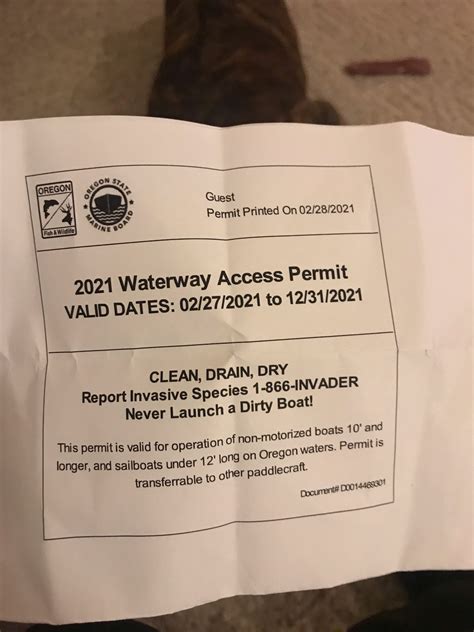 OREGON
Fish & Wildlife
OREGON STATE
MARINE BOARD
Guest
Permit Printed On 02/28/2021
2021 Waterway Access Permit
VALID DATES: 02/27/2021 to 12/31/2021
CLEAN, DRAIN, DRY
Report Invasive Species 1-866-INVADER
Never Launch a Dirty Boat!
This permit is valid for operation of non-motorized boats 10' and
longer, and sailboats under 12' long on Oregon waters. Permit is
transferrable to other paddlecraft.
Document# D0014469301